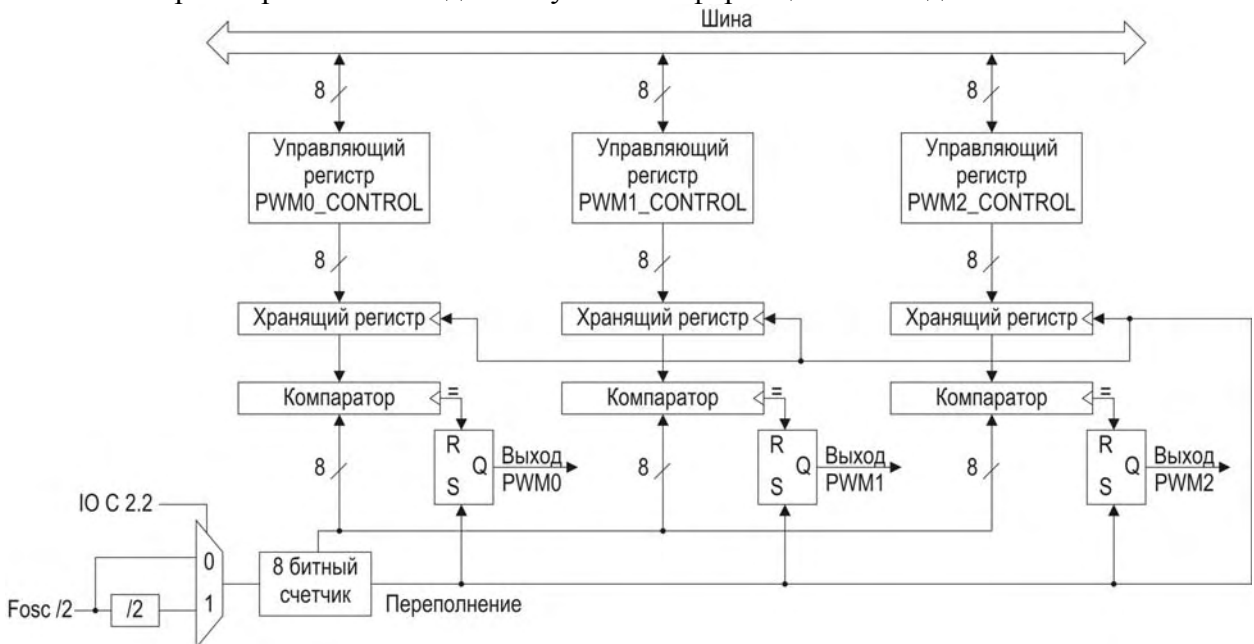 Шина
8
8
8
Управляющий
регистр
PWM0_CONTROL
Управляющий
регистр
PWM1_CONTROL
Управляющий
регистр
PWM2_CONTROL
8
8
8
Хранящий регистр
Хранящий регистр
Хранящий регистр
Компаратор
=
Компаратор
=
Компаратор
=
8
R
S
Q
Выход
PWM0
8
R
S
Q
Выход
PWM1
8
R
S
Q
Выход
PWM2
IO C 2.2
0
1
Fosc /2
/2
8 битный
счетчик
Переполнение